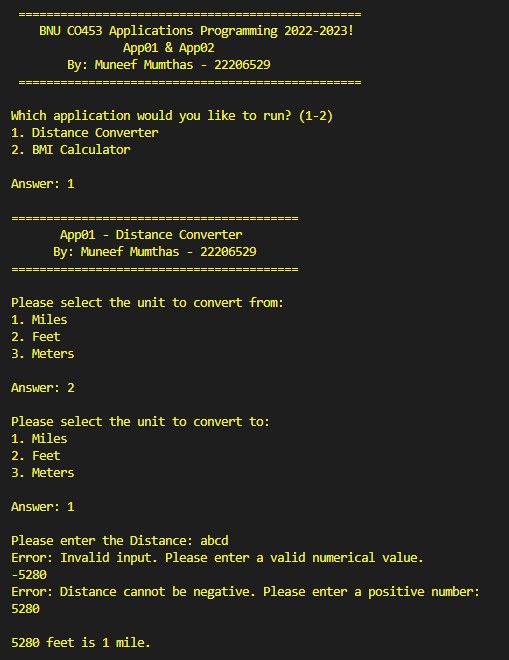 =================================================
BNU CO453 Applications Programming 2022-2023!
App01 & App02
By: Muneef Mumthas - 22206529
=================================================
Which application would you like to run? (1-2)
1. Distance Converter
2. BMI Calculator
Answer: 1
=========================================
App01 - Distance Converter
By: Muneef Mumthas - 22206529
=========================================
Please select the unit to convert from:
1. Miles
2. Feet
3. Meters
Answer: 2
Please select the unit to convert to:
1. Miles
2. Feet
3. Meters
Answer: 1
Please enter the Distance: abcd
Error: Invalid input. Please enter a valid numerical value.
-5280
Error: Distance cannot be negative. Please enter a positive number:
5280
5280 feet is 1 mile.